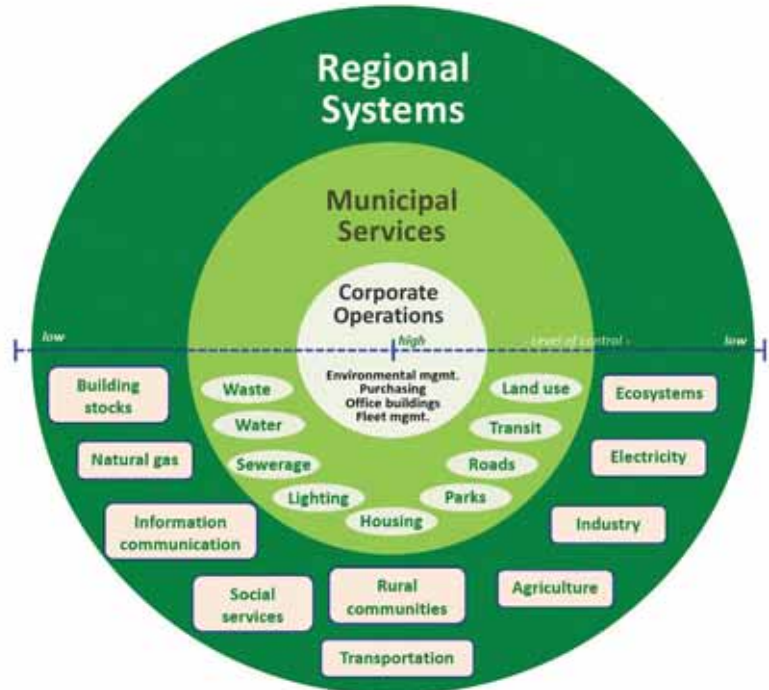 Regional
Systems
Municipal
Services
Corporate
Operations
low
high
- Level of control -
low
Environmental mgmt.
Purchasing
Office buildings
Fleet mgmt.
Building
stocks
Waste
Land use
Ecosystems
Water
Transit
Natural gas
Sewerage
Roads
Electricity
Lighting
Parks
Housing
Information
communication
Industry
Social
services
Rural
communities
Agriculture
Transportation